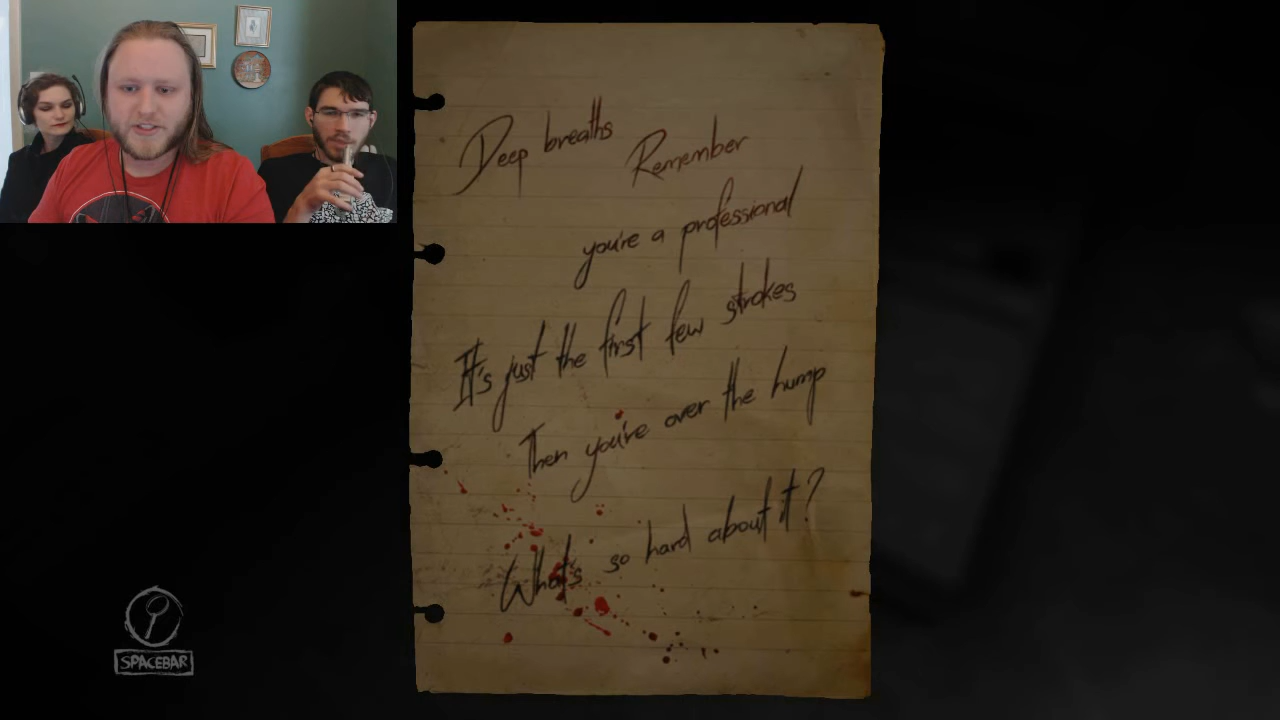 Deep breaths Remember
you're a professional
It's just the first few strokes
Then you're over the hump
What's so hard about it?
SPACEBAR